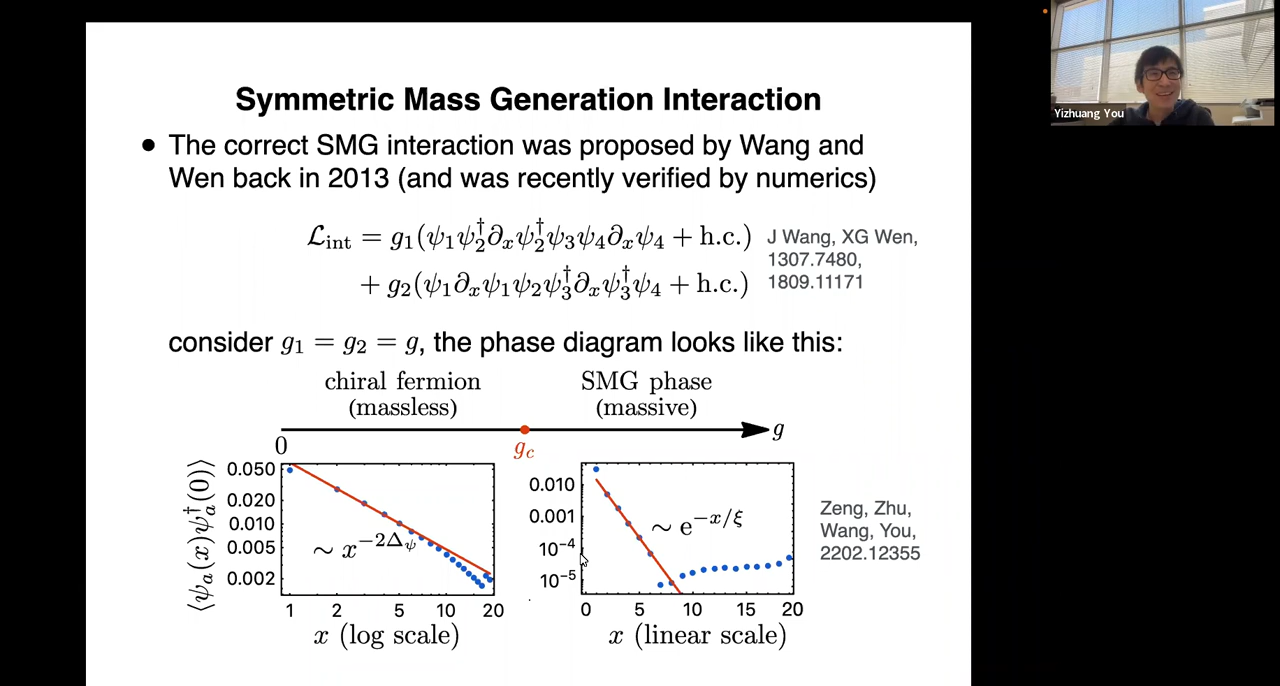 Symmetric Mass Generation Interaction
● The correct SMG interaction was proposed by Wang and
Wen back in 2013 (and was recently verified by numerics)
ℒ_int = g₁(ψ₁ψ₂†∂ₓψ₂†ψ₃ψ₄∂ₓψ₄ + h.c.)
+ g₂(ψ₁∂ₓψ₁ψ₂ψ₃†∂ₓψ₃†ψ₄ + h.c.)
J Wang, XG Wen,
1307.7480,
1809.11171
consider g₁ = g₂ = g, the phase diagram looks like this:
chiral fermion
(massless)
SMG phase
(massive)
0
g_c
g
⟨ψₐ(x)ψₐ†(0)⟩
0.050
0.020
0.010
0.005
0.002
~ x^{-2Δ_ψ}
1 2 5 10 20
x (log scale)
0.010
0.001
10⁻⁴
10⁻⁵
~ e^{-x/ξ}
0 5 10 15 20
x (linear scale)
Zeng, Zhu,
Wang, You,
2202.12355
Yizhuang You